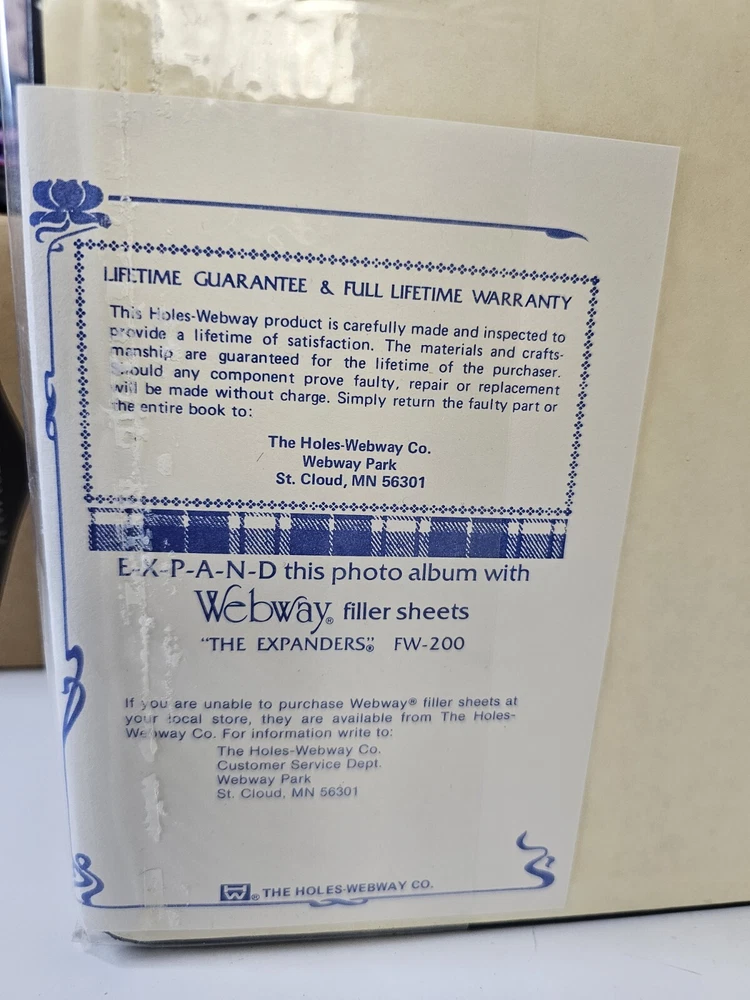 LIFETIME GUARANTEE & FULL LIFETIME WARRANTY
This Holes-Webway product is carefully made and inspected to
provide a lifetime of satisfaction. The materials and crafts-
manship are guaranteed for the lifetime of the purchaser.
Should any component prove faulty, repair or replacement
will be made without charge. Simply return the faulty part or
the entire book to:
The Holes-Webway Co.
Webway Park
St. Cloud, MN 56301
E-X-P-A-N-D this photo album with
Webway® filler sheets
"THE EXPANDERS"® FW-200
If you are unable to purchase Webway® filler sheets at
your local store, they are available from The Holes-
Webway Co. For information write to:
The Holes-Webway Co.
Customer Service Dept.
Webway Park
St. Cloud, MN 56301
W® THE HOLES-WEBWAY CO.